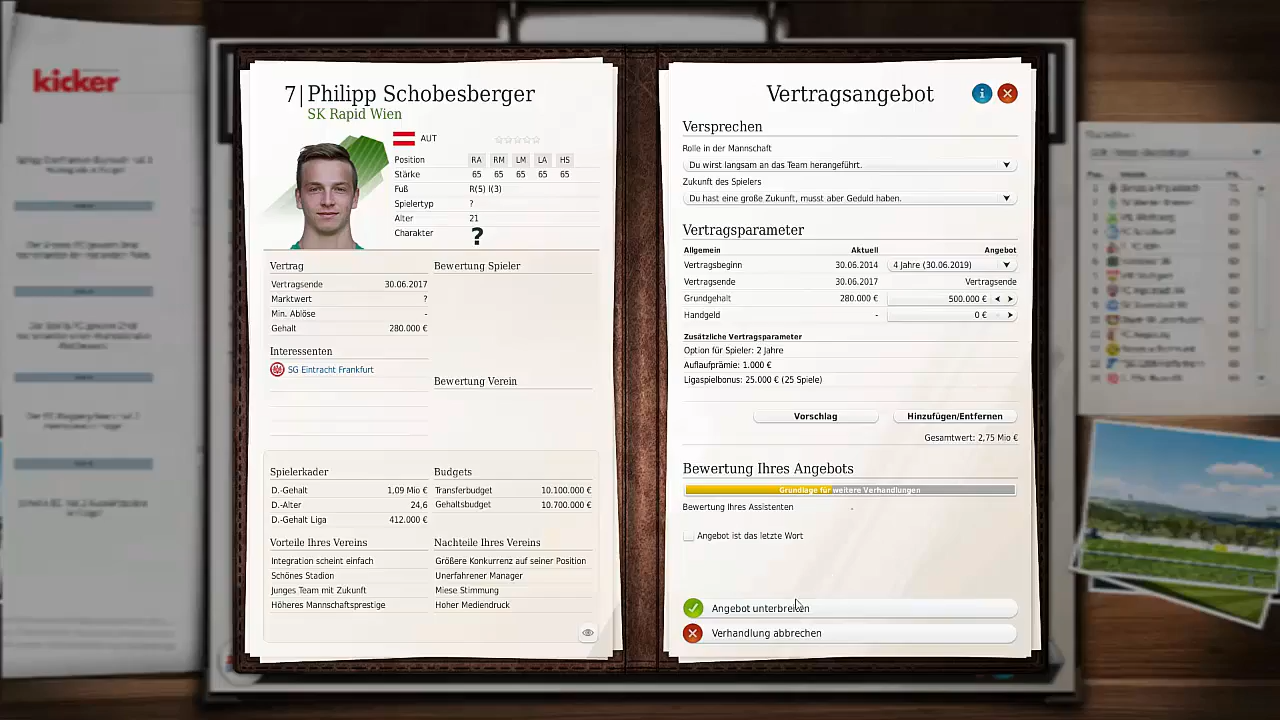 kicker
7|Philipp Schobesberger
SK Rapid Wien
AUT
Position RA RM LM LA HS
Stärke 65 65 65 65 65
Fuß R(5) l(3)
Spielertyp ?
Alter 21
Charakter ?
Vertrag
Vertragsende 30.06.2017
Marktwert ?
Min. Ablöse -
Gehalt 280.000 €
Bewertung Spieler
Interessenten
SG Eintracht Frankfurt
Bewertung Verein
Spielerkader
D.-Gehalt 1,09 Mio €
D.-Alter 24,6
D.-Gehalt Liga 412.000 €
Budgets
Transferbudget 10.100.000 €
Gehaltsbudget 10.700.000 €
Vorteile Ihres Vereins
Integration scheint einfach
Schönes Stadion
Junges Team mit Zukunft
Höheres Mannschaftsprestige
Nachteile Ihres Vereins
Größere Konkurrenz auf seiner Position
Unerfahrener Manager
Miese Stimmung
Hoher Mediendruck
Vertragsangebot
Versprechen
Rolle in der Mannschaft
Du wirst langsam an das Team herangeführt.
Zukunft des Spielers
Du hast eine große Zukunft, musst aber Geduld haben.
Vertragsparameter
Allgemein Aktuell Angebot
Vertragsbeginn 30.06.2014 4 Jahre (30.06.2019)
Vertragsende 30.06.2017 Vertragsende
Grundgehalt 280.000 € 500.000 €
Handgeld - 0 €
Zusätzliche Vertragsparameter
Option für Spieler: 2 Jahre
Auflaufprämie: 1.000 €
Ligaspielbonus: 25.000 € (25 Spiele)
Vorschlag Hinzufügen/Entfernen
Gesamtwert: 2,75 Mio €
Bewertung Ihres Angebots
Grundlage für weitere Verhandlungen
Bewertung Ihres Assistenten -
Angebot ist das letzte Wort
Angebot unterbreiten
Verhandlung abbrechen